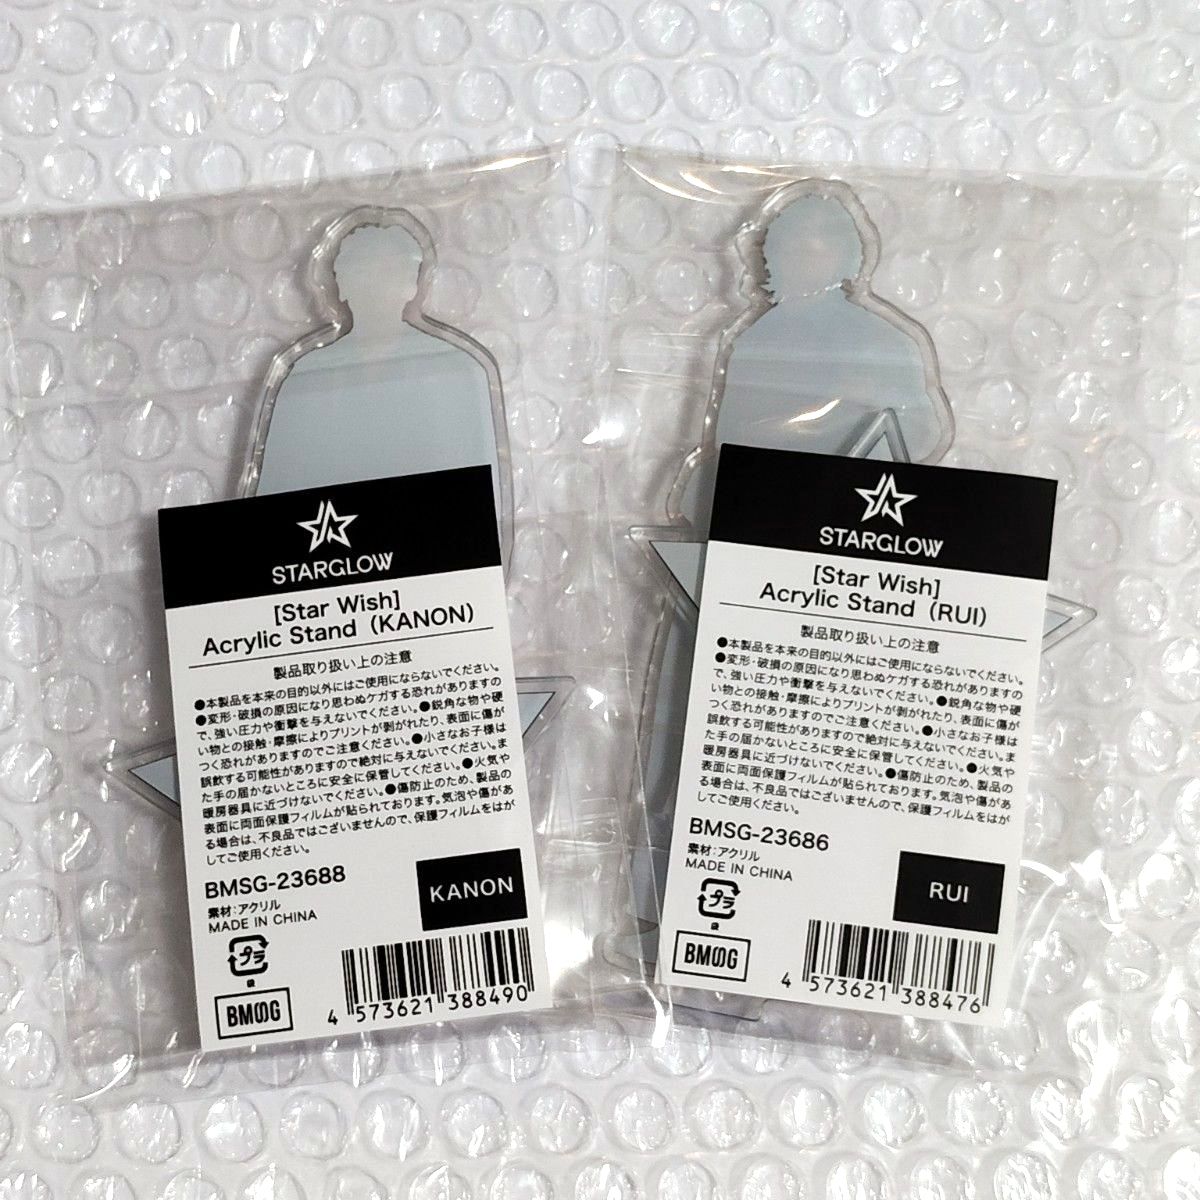 STARGLOW
[Star Wish]
Acrylic Stand（KANON）
製品取り扱い上の注意
●本製品を本来の目的以外にはご使用にならないでください。
●変形・破損の原因になり思わぬケガする恐れがありますの
で、強い圧力や衝撃を与えないでください。●鋭角な物や硬
い物との接触・摩擦によりプリントが剥がれたり、表面に傷が
つく恐れがありますのでご注意ください。●小さなお子様は
誤飲する可能性がありますので絶対に与えないでください。ま
た手の届かないところに安全に保管してください。●火気や
暖房器具に近づけないでください。●傷防止のため、製品の
表面に両面保護フィルムが貼られております。気泡や傷があ
る場合は、不良品ではございませんので、保護フィルムをはが
してご使用ください。
BMSG-23688
素材：アクリル
MADE IN CHINA
KANON
プラ
袋
BMSG
4 573621 388490
STARGLOW
[Star Wish]
Acrylic Stand（RUI）
製品取り扱い上の注意
●本製品を本来の目的以外にはご使用にならないでください。
●変形・破損の原因になり思わぬケガする恐れがありますの
で、強い圧力や衝撃を与えないでください。●鋭角な物や硬
い物との接触・摩擦によりプリントが剥がれたり、表面に傷が
つく恐れがありますのでご注意ください。●小さなお子様は
誤飲する可能性がありますので絶対に与えないでください。ま
た手の届かないところに安全に保管してください。●火気や
暖房器具に近づけないでください。●傷防止のため、製品の
表面に両面保護フィルムが貼られております。気泡や傷があ
る場合は、不良品ではございませんので、保護フィルムをはが
してご使用ください。
BMSG-23686
素材：アクリル
MADE IN CHINA
RUI
プラ
袋
BMSG
4 573621 388476